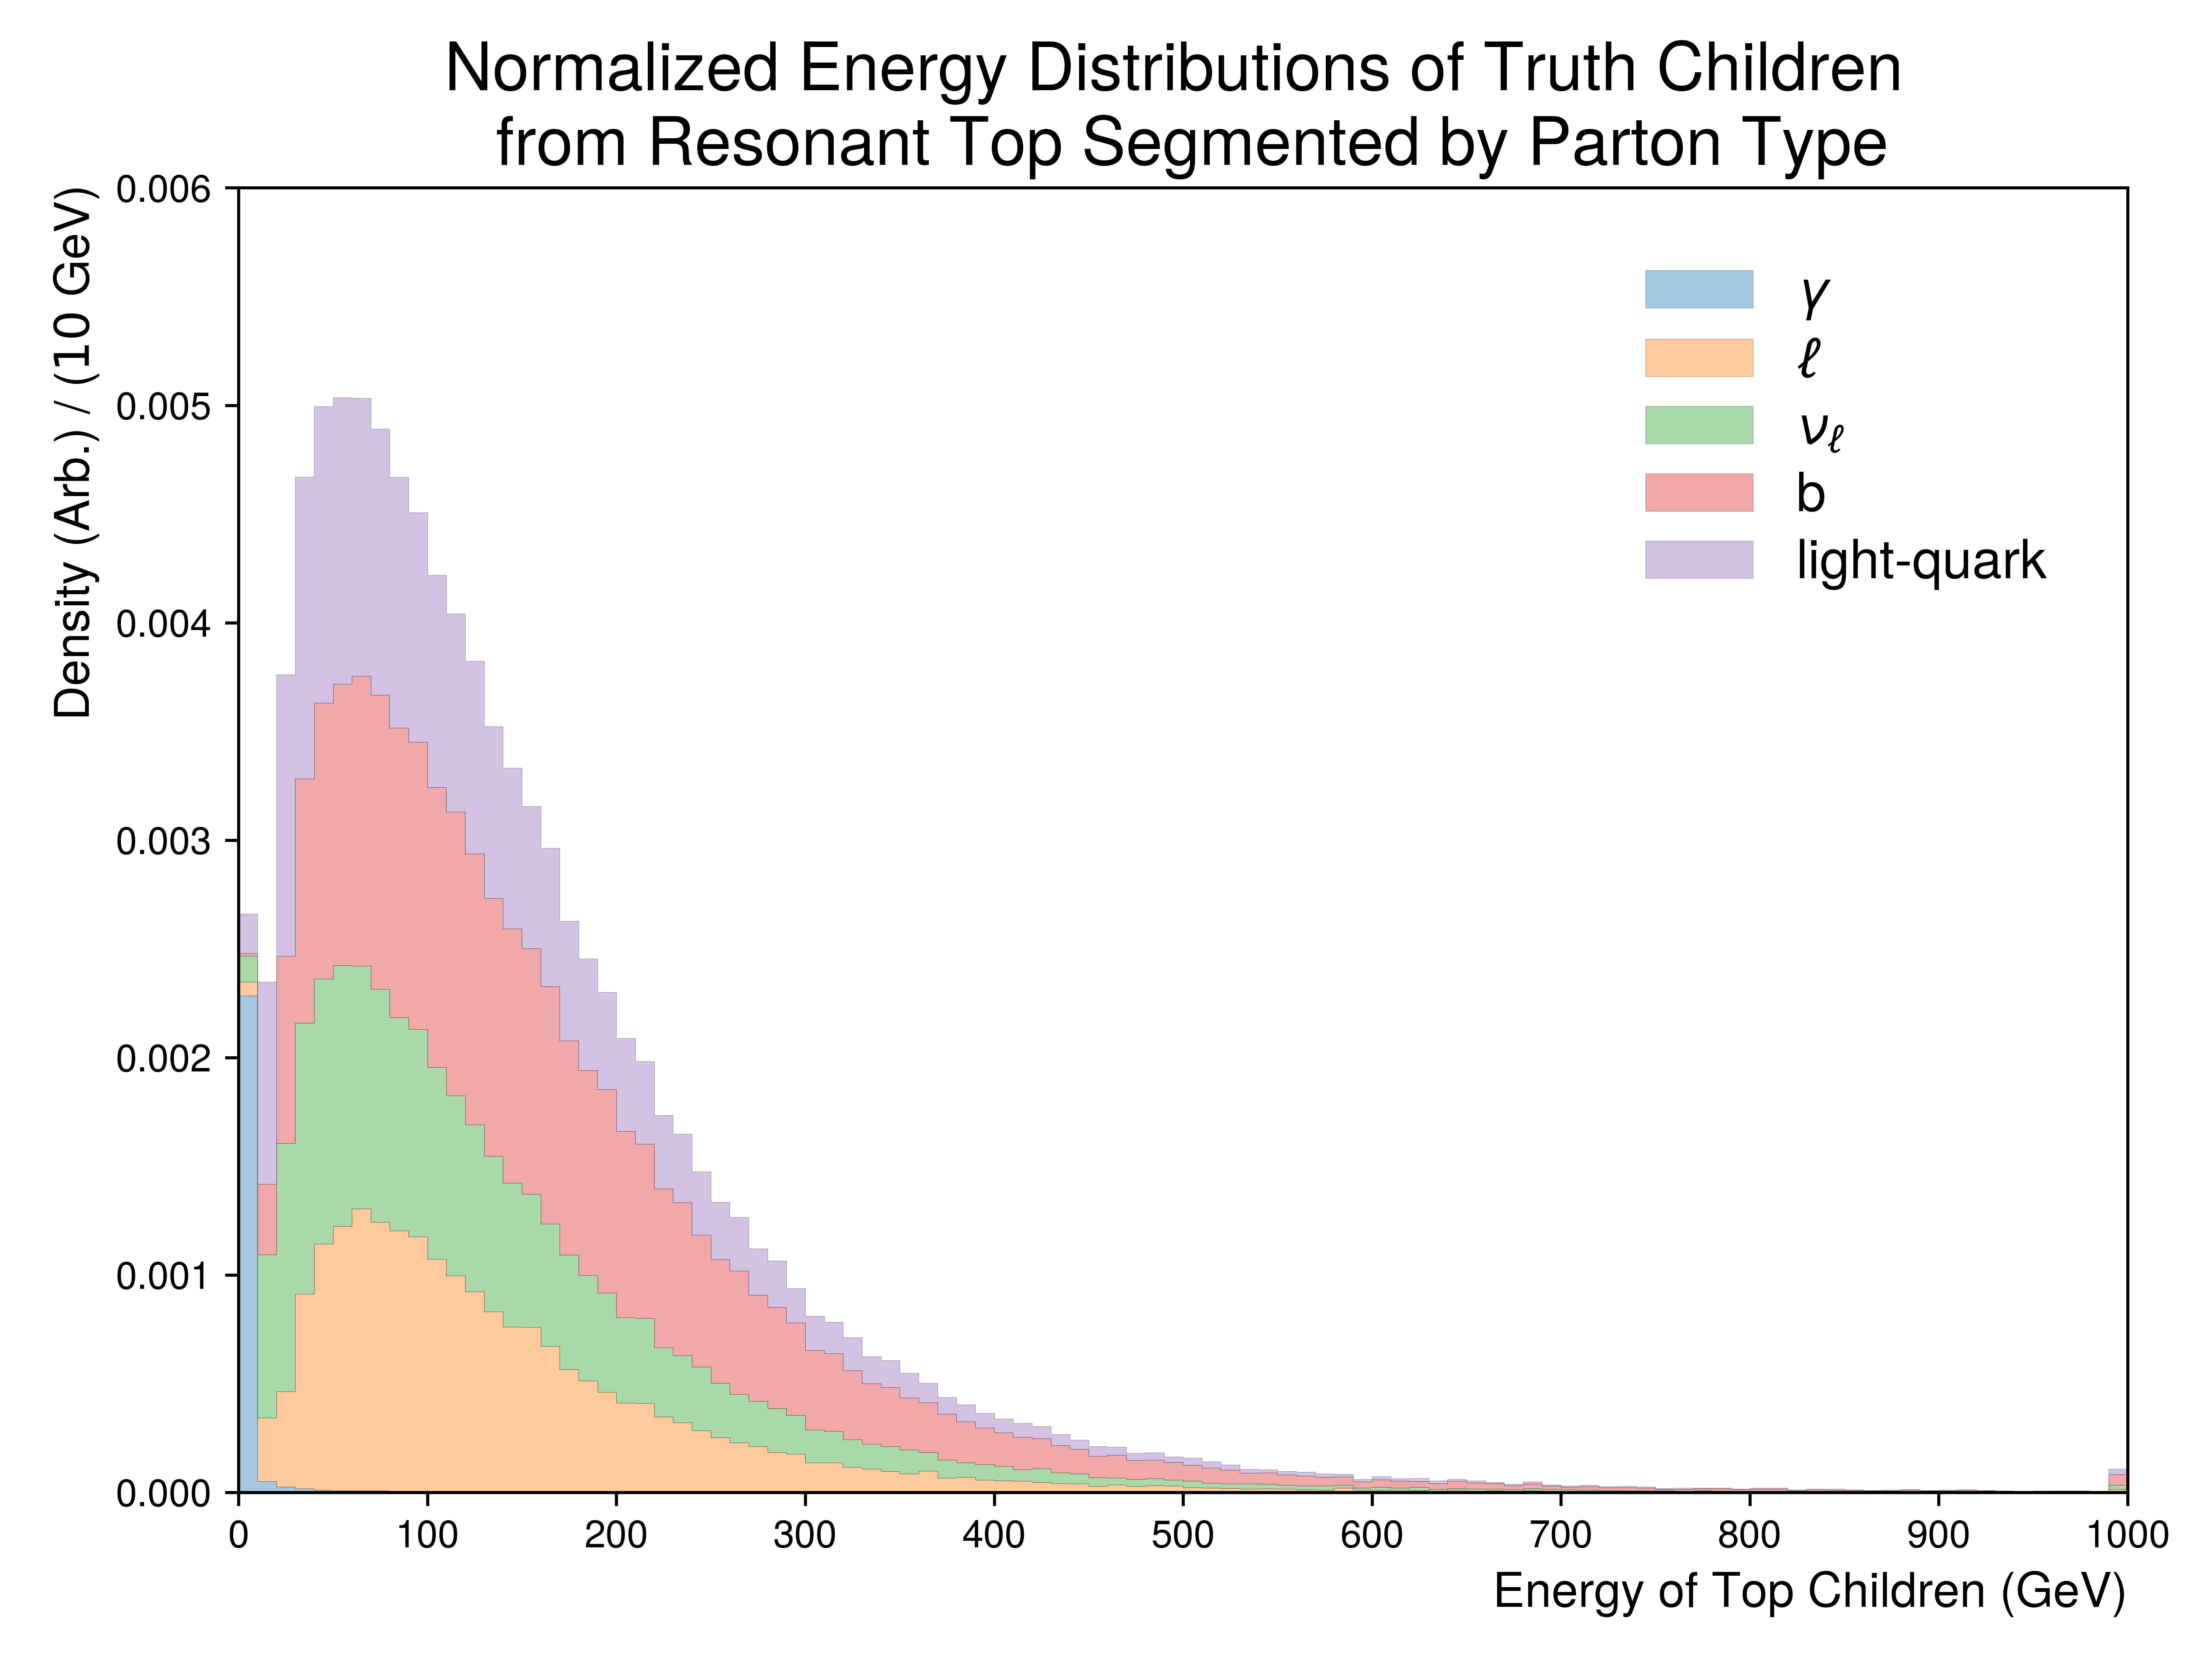 Normalized Energy Distributions of Truth Children
from Resonant Top Segmented by Parton Type
Density (Arb.) / (10 GeV)
0.006
0.005
0.004
0.003
0.002
0.001
0.000
γ
ℓ
νℓ
b
light-quark
0 100 200 300 400 500 600 700 800 900 1000
Energy of Top Children (GeV)